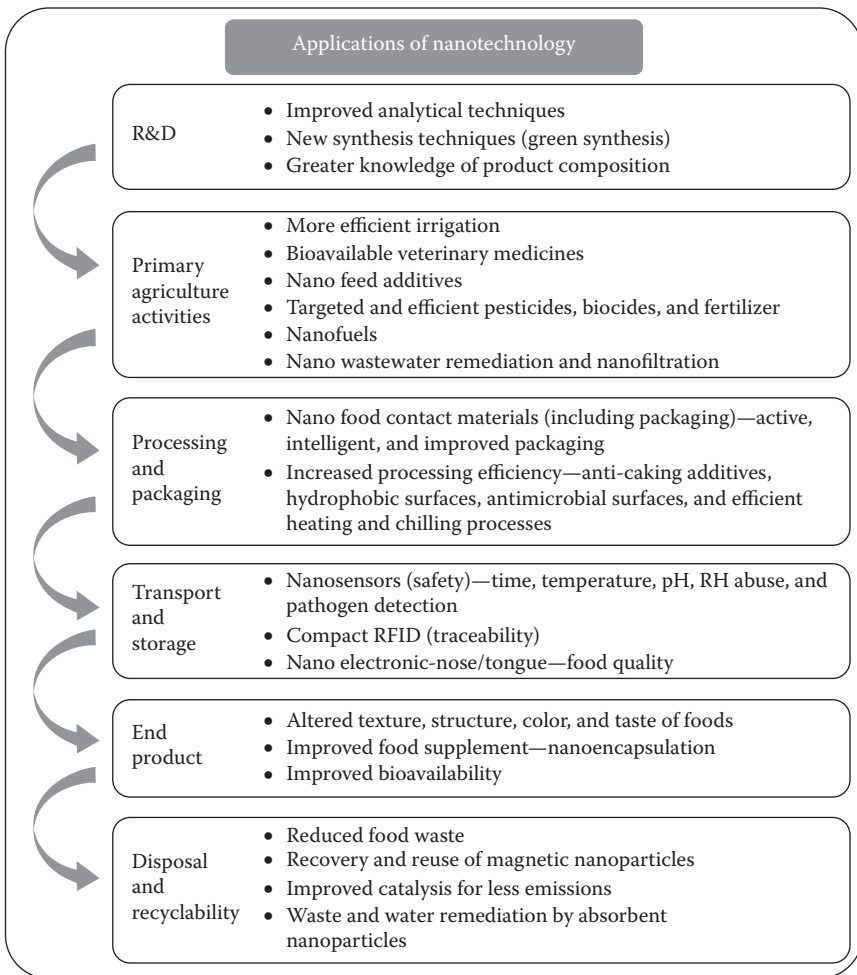 Applications of nanotechnology
R&D
• Improved analytical techniques
• New synthesis techniques (green synthesis)
• Greater knowledge of product composition
Primary
agriculture
activities
• More efficient irrigation
• Bioavailable veterinary medicines
• Nano feed additives
• Targeted and efficient pesticides, biocides, and fertilizer
• Nanofuels
• Nano wastewater remediation and nanofiltration
Processing
and
packaging
• Nano food contact materials (including packaging)—active,
intelligent, and improved packaging
• Increased processing efficiency—anti-caking additives,
hydrophobic surfaces, antimicrobial surfaces, and efficient
heating and chilling processes
Transport
and
storage
• Nanosensors (safety)—time, temperature, pH, RH abuse, and
pathogen detection
• Compact RFID (traceability)
• Nano electronic-nose/tongue—food quality
End
product
• Altered texture, structure, color, and taste of foods
• Improved food supplement—nanoencapsulation
• Improved bioavailability
Disposal
and
recyclability
• Reduced food waste
• Recovery and reuse of magnetic nanoparticles
• Improved catalysis for less emissions
• Waste and water remediation by absorbent
nanoparticles